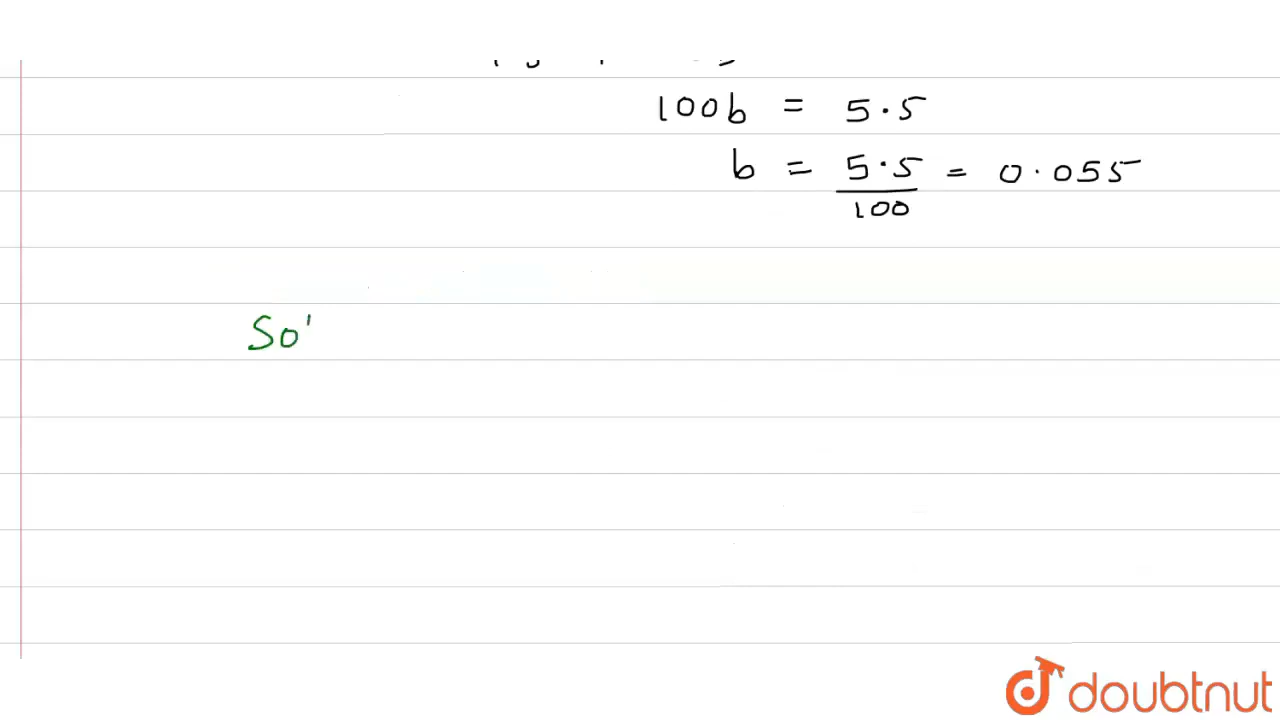 100b = 5.5
b = 5.5/100 = 0.055
So'
doubtnut